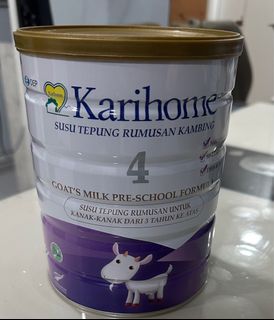 Karihome
SUSU TEPUNG RUMUSAN KAMBING
4
GOAT'S MILK PRE-SCHOOL FORMULA
SUSU TEPUNG RUMUSAN UNTUK
KANAK-KANAK DARI 3 TAHUN KE ATAS